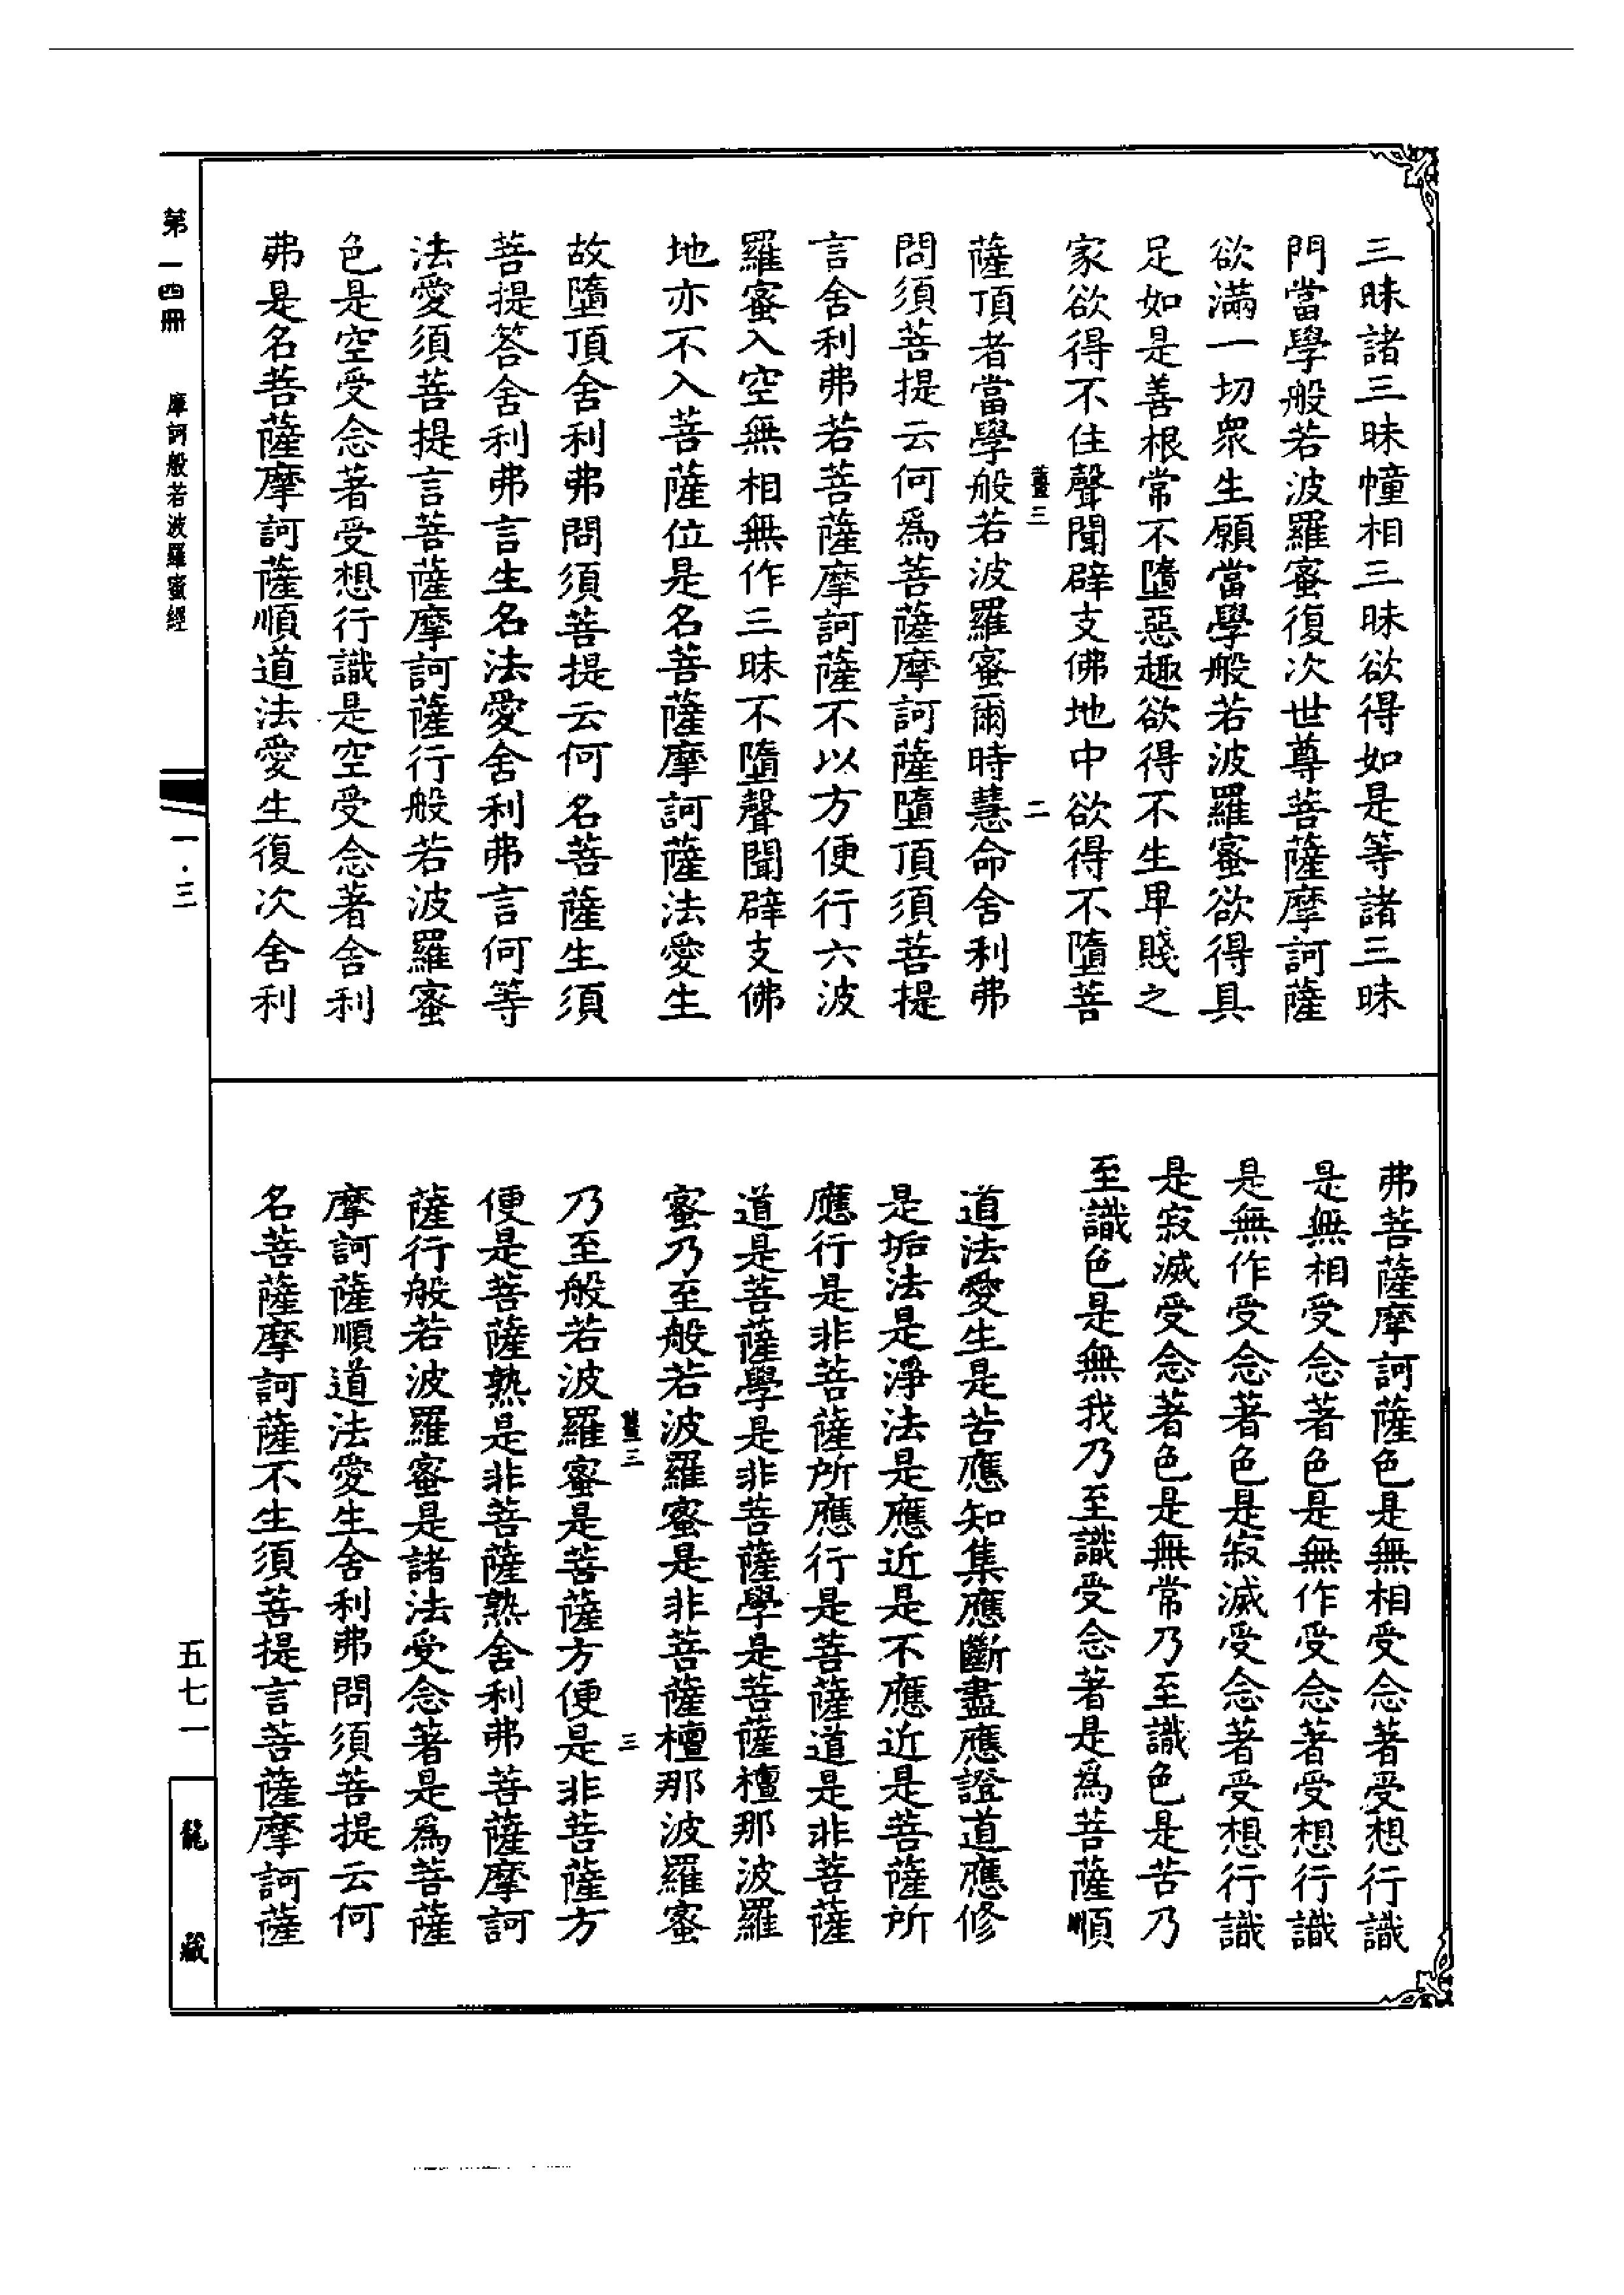 三昧諸三昧幢相三昧欲得如是等諸三昧
門當學般若波羅蜜復次世尊菩薩摩訶薩
欲滿一切衆生願當學般若波羅蜜欲得具
足如是善根常不墮惡趣欲得不生卑賤之
家欲得不住聲聞辟支佛地中欲得不墮菩
三 二
薩頂者當學般若波羅蜜爾時慧命舍利弗
問須菩提云何爲菩薩摩訶薩墮頂須菩提
言舍利弗若菩薩摩訶薩不以方便行六波
羅蜜入空無相無作三昧不墮聲聞辟支佛
地亦不入菩薩位是名菩薩摩訶薩法愛生
故墮頂舍利弗問須菩提云何名菩薩生須
菩提答舍利弗言生名法愛舍利弗言何等
法愛須菩提言菩薩摩訶薩行般若波羅蜜
色是空受念著受想行識是空受念著舍利
弗是名菩薩摩訶薩順道法愛生復次舍利
弗菩薩摩訶薩色是無相受念著受想行識
是無相受念著色是無作受念著受想行識
是無作受念著色是寂滅受念著受想行識
是寂滅受念著色是無常乃至識色是苦乃
至識色是無我乃至識受念著是爲菩薩順
道法愛生是苦應知集應斷盡應證道應修
是垢法是淨法是應近是不應近是菩薩所
應行是非菩薩所應行是菩薩道是非菩薩
道是菩薩學是非菩薩學是菩薩檀那波羅
蜜乃至般若波羅蜜是非菩薩檀那波羅蜜
三 三
乃至般若波羅蜜是菩薩方便是非菩薩方
便是菩薩熟是非菩薩熟舍利弗菩薩摩訶
薩行般若波羅蜜是諸法受念著是爲菩薩
摩訶薩順道法愛生舍利弗問須菩提云何
名菩薩摩訶薩不生須菩提言菩薩摩訶薩
第一四冊 摩訶般若波羅蜜經 一·三 五七一 龍藏